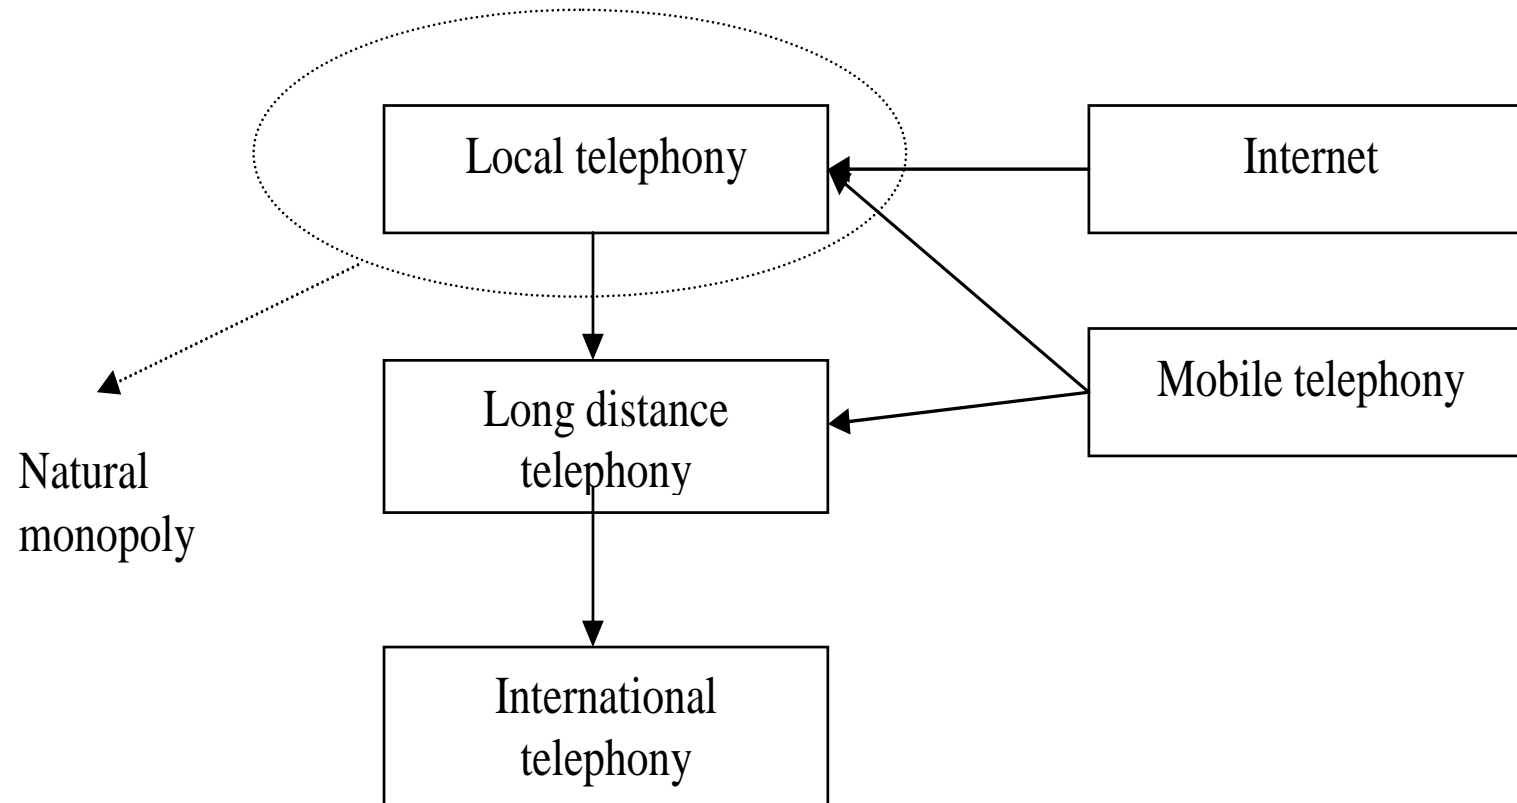 Local telephony
Internet
Mobile telephony
Long distance
telephony
Natural
monopoly
International
telephony